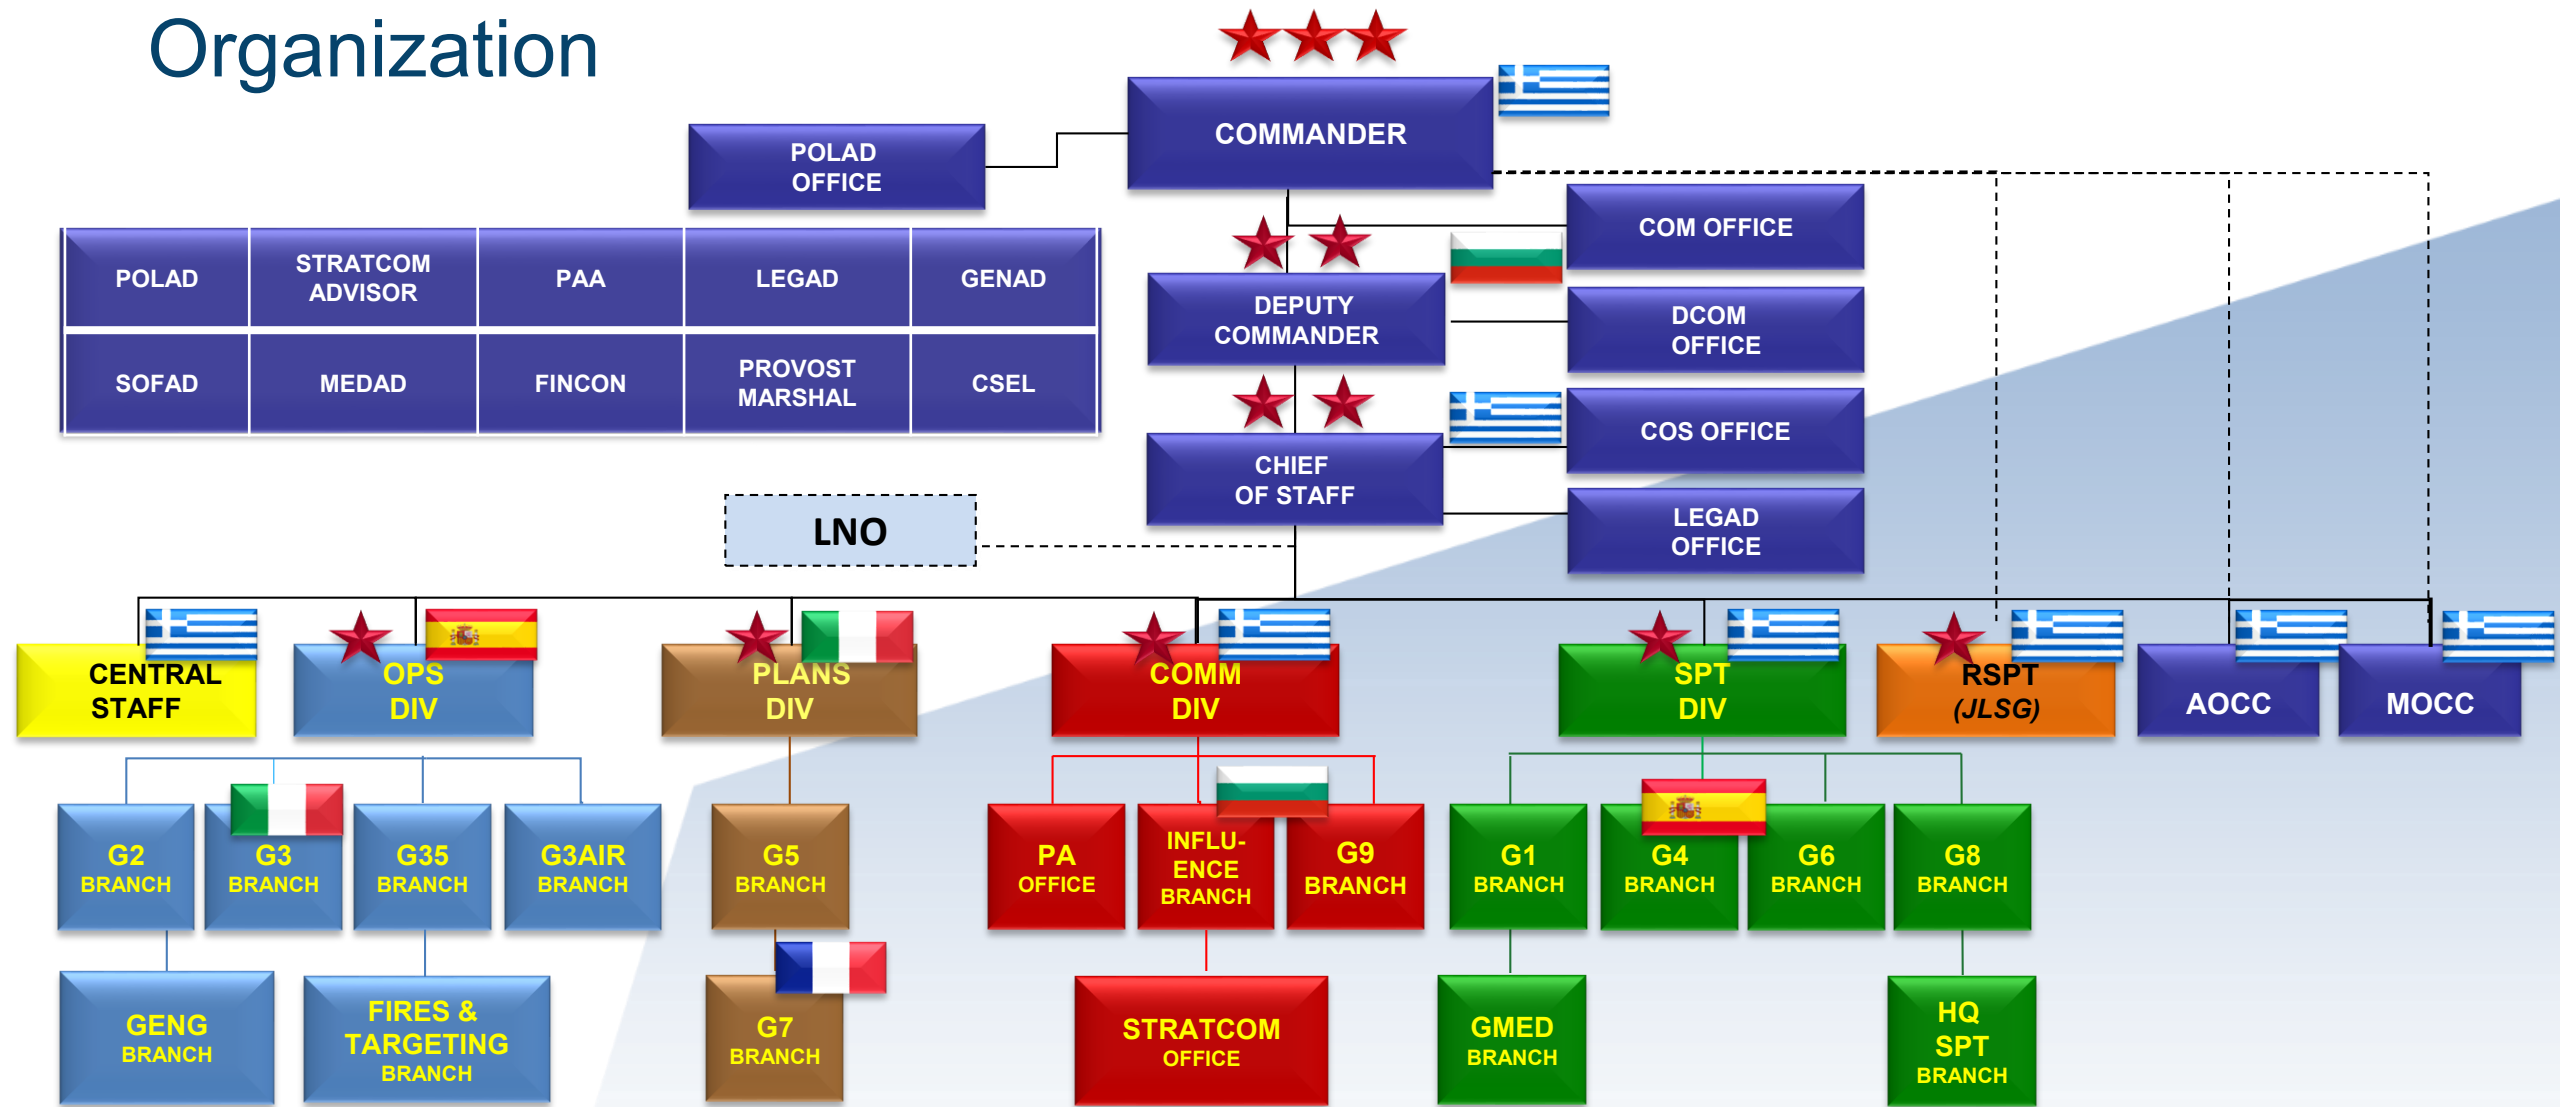 Organization
COMMANDER
POLAD
OFFICE
COM OFFICE
POLAD
STRATCOM
ADVISOR
PAA
LEGAD
GENAD
DEPUTY
COMMANDER
DCOM
OFFICE
SOFAD
MEDAD
FINCON
PROVOST
MARSHAL
CSEL
COS OFFICE
CHIEF
OF STAFF
LNO
LEGAD
OFFICE
CENTRAL
STAFF
OPS
DIV
PLANS
DIV
COMM
DIV
SPT
DIV
RSPT
(JLSG)
AOCC
MOCC
G2
BRANCH
G3
BRANCH
G35
BRANCH
G3AIR
BRANCH
G5
BRANCH
PA
OFFICE
INFLU-
ENCE
BRANCH
G9
BRANCH
G1
BRANCH
G4
BRANCH
G6
BRANCH
G8
BRANCH
GENG
BRANCH
FIRES &
TARGETING
BRANCH
G7
BRANCH
STRATCOM
OFFICE
GMED
BRANCH
HQ
SPT
BRANCH